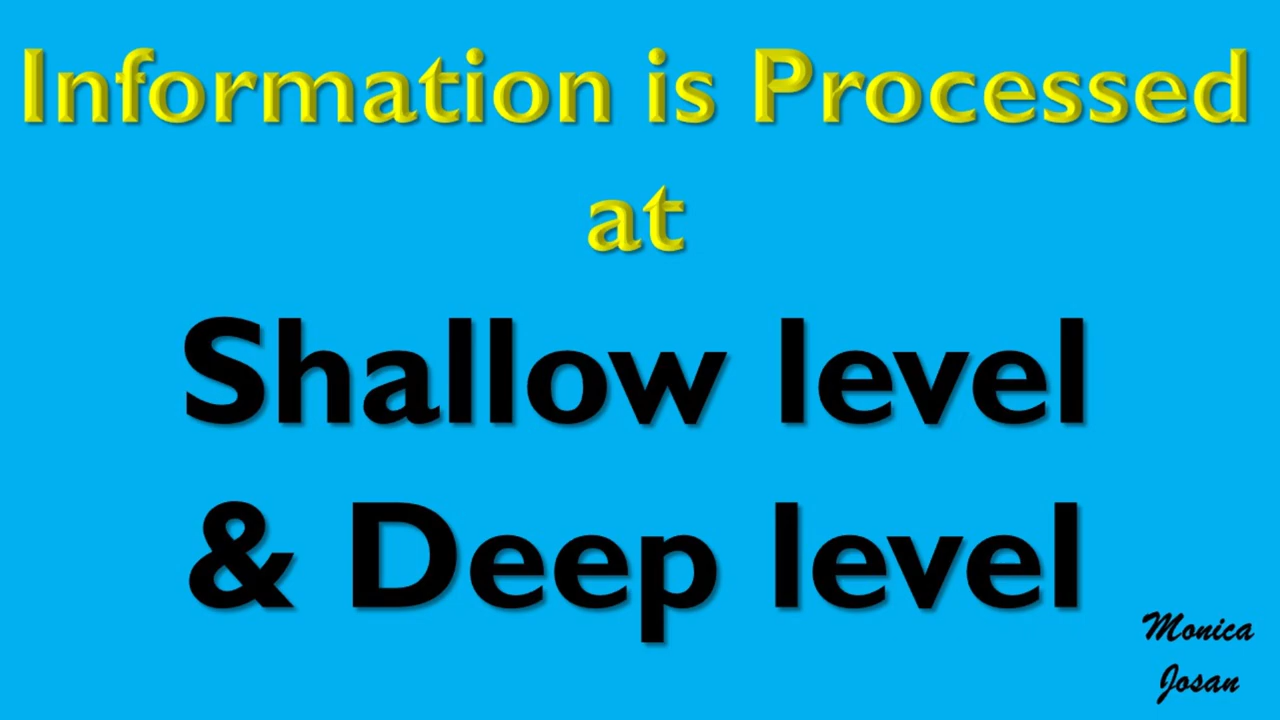 Information is Processed
at
Shallow level
& Deep level
Monica
Josan